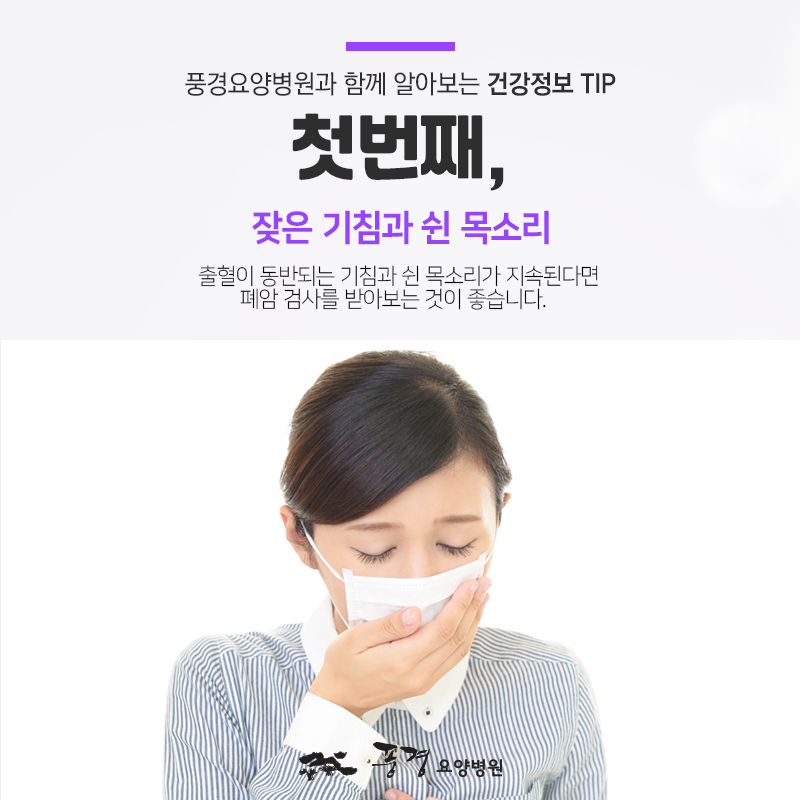 풍경요양병원과 함께 알아보는 건강정보 TIP
첫번째,
잦은 기침과 쉰 목소리
출혈이 동반되는 기침과 쉰 목소리가 지속된다면
폐암 검사를 받아보는 것이 좋습니다.
풍경 요양병원